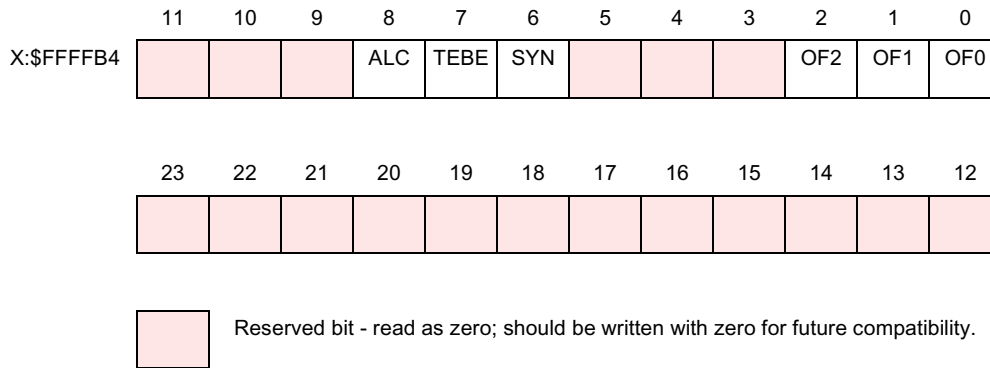 11 10 9 8 7 6 5 4 3 2 1 0
X:$FFFFB4 ALC TEBE SYN OF2 OF1 OF0
23 22 21 20 19 18 17 16 15 14 13 12
Reserved bit - read as zero; should be written with zero for future compatibility.